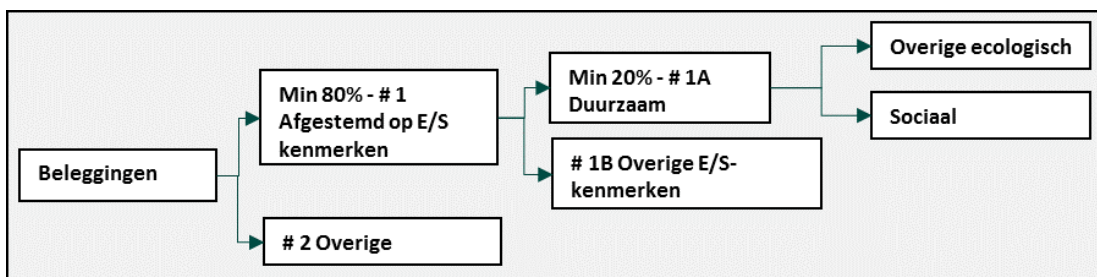 Beleggingen
Min 80% - # 1
Afgestemd op E/S
kenmerken
# 2 Overige
Min 20% - # 1A
Duurzaam
# 1B Overige E/S-
kenmerken
Overige ecologisch
Sociaal